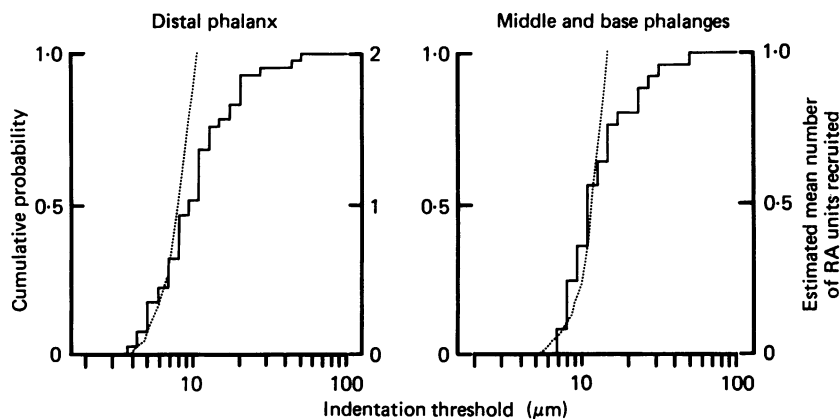 Distal phalanx
Middle and base phalanges
Cumulative probability
1·0
0·5
0
2
1
0
10
100
1·0
0·5
0
1·0
0·5
0
10
100
Estimated mean number
of RA units recruited
Indentation threshold (μm)